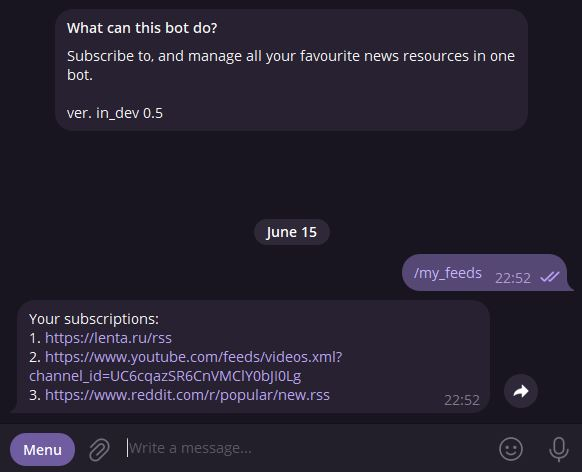 What can this bot do?
Subscribe to, and manage all your favourite news resources in one
bot.
ver. in_dev 0.5
June 15
/my_feeds 22:52
Your subscriptions:
1. https://lenta.ru/rss
2. https://www.youtube.com/feeds/videos.xml?
channel_id=UC6cqazSR6CnVMClY0bJI0Lg
3. https://www.reddit.com/r/popular/new.rss
22:52
Menu
Write a message...